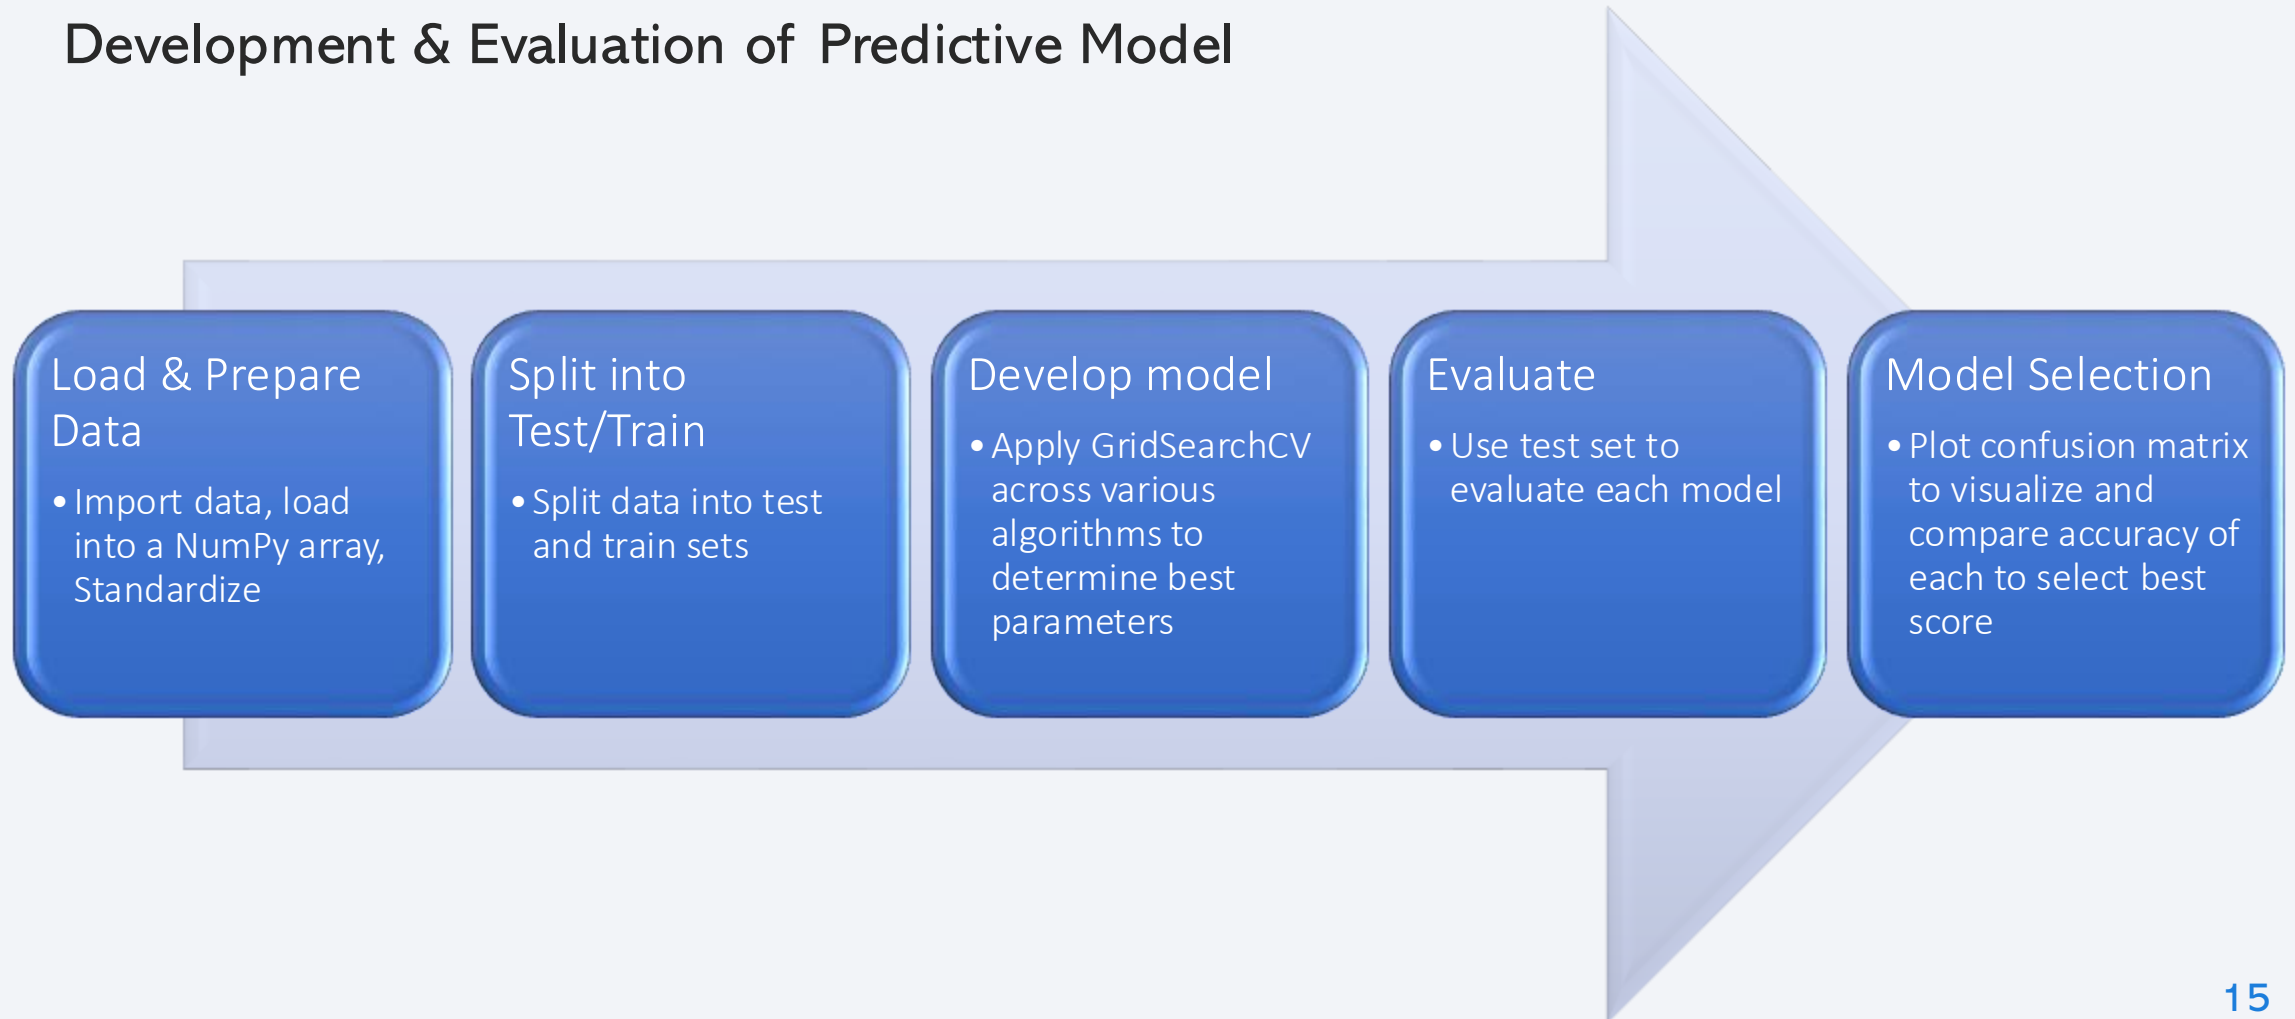 Development & Evaluation of Predictive Model
Load & Prepare
Data
• Import data, load
into a NumPy array,
Standardize
Split into
Test/Train
• Split data into test
and train sets
Develop model
• Apply GridSearchCV
across various
algorithms to
determine best
parameters
Evaluate
• Use test set to
evaluate each model
Model Selection
• Plot confusion matrix
to visualize and
compare accuracy of
each to select best
score
15